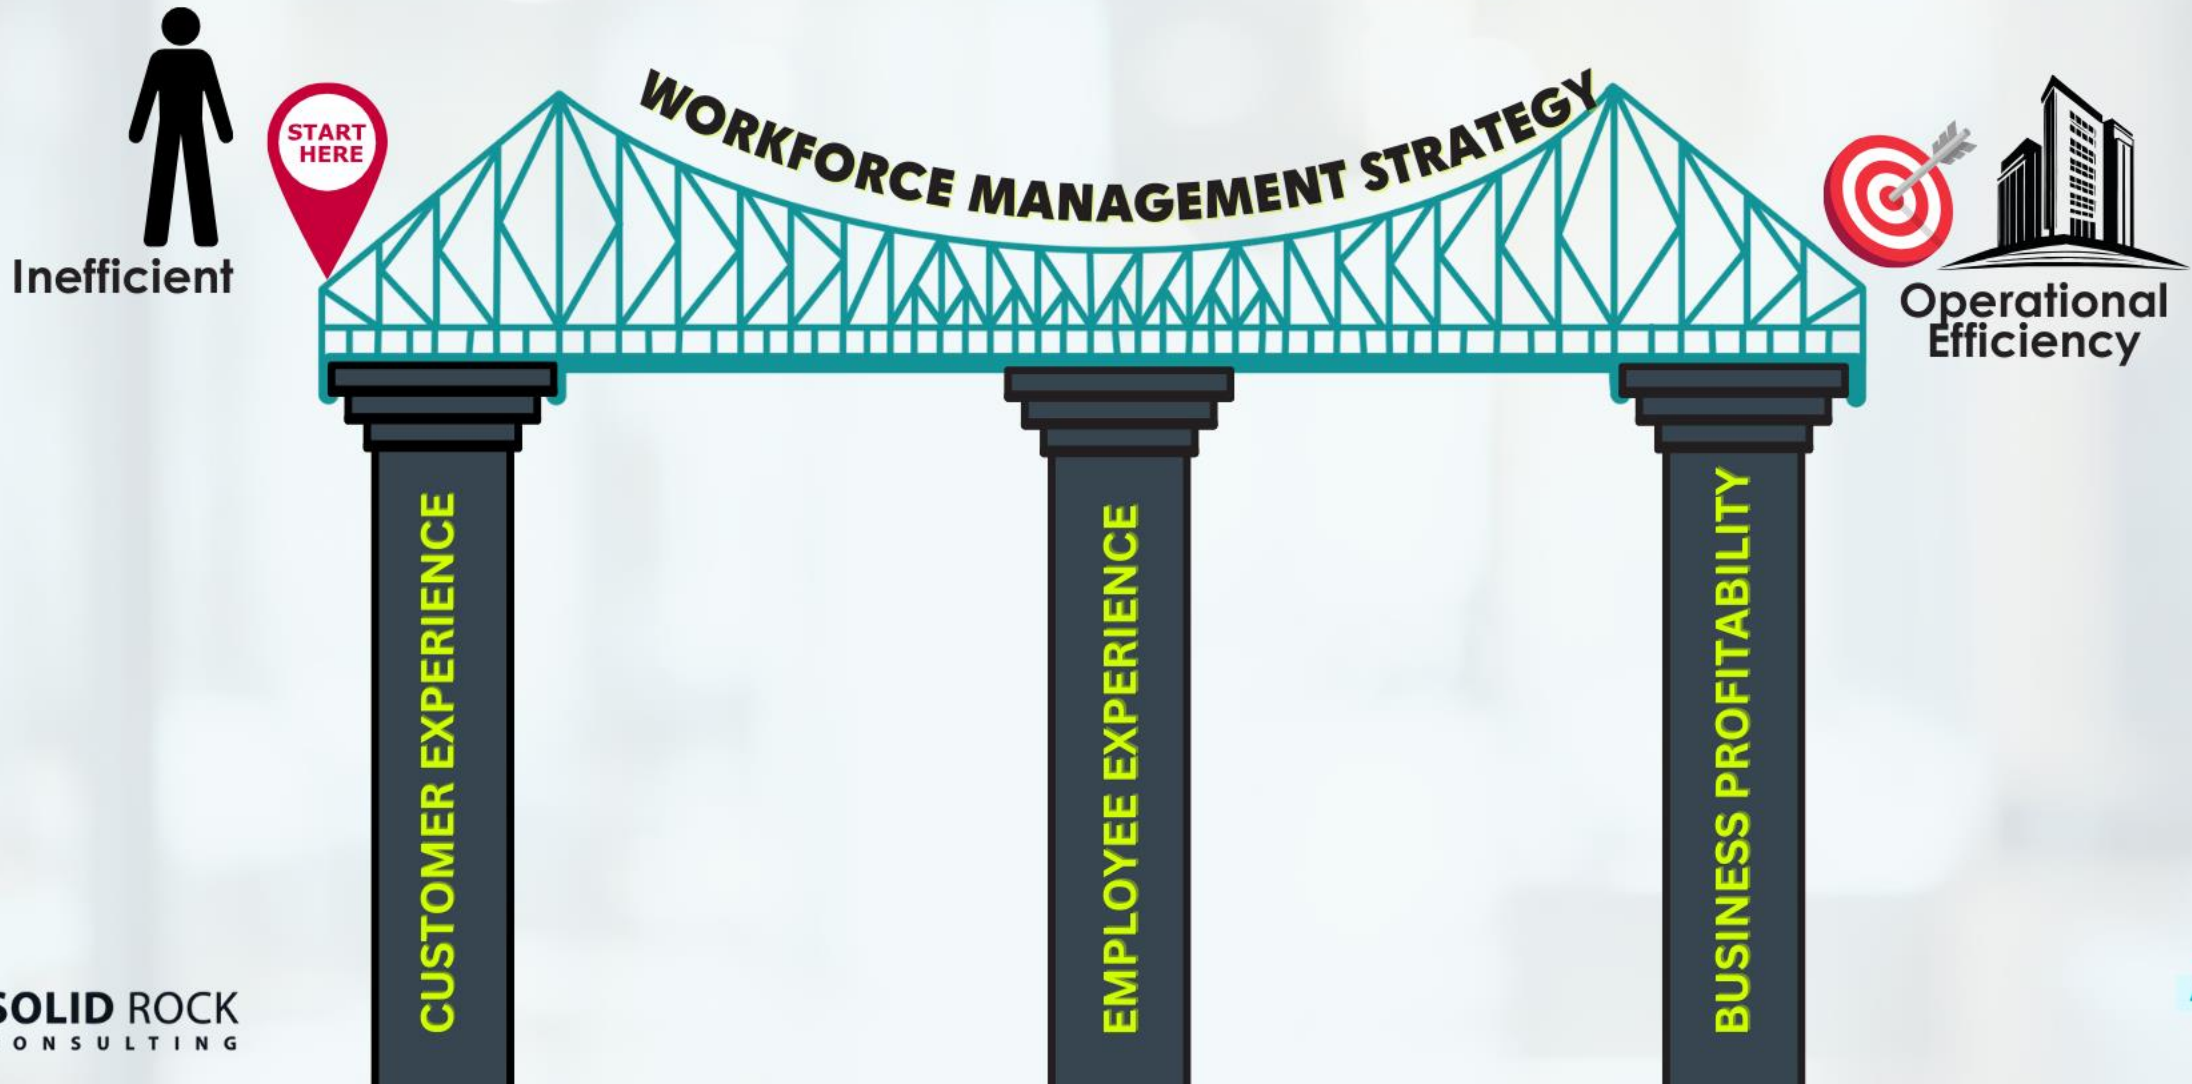 START
HERE
WORKFORCE MANAGEMENT STRATEGY
Inefficient
Operational
Efficiency
CUSTOMER EXPERIENCE
EMPLOYEE EXPERIENCE
BUSINESS PROFITABILITY
SOLID ROCK
ONSULTING